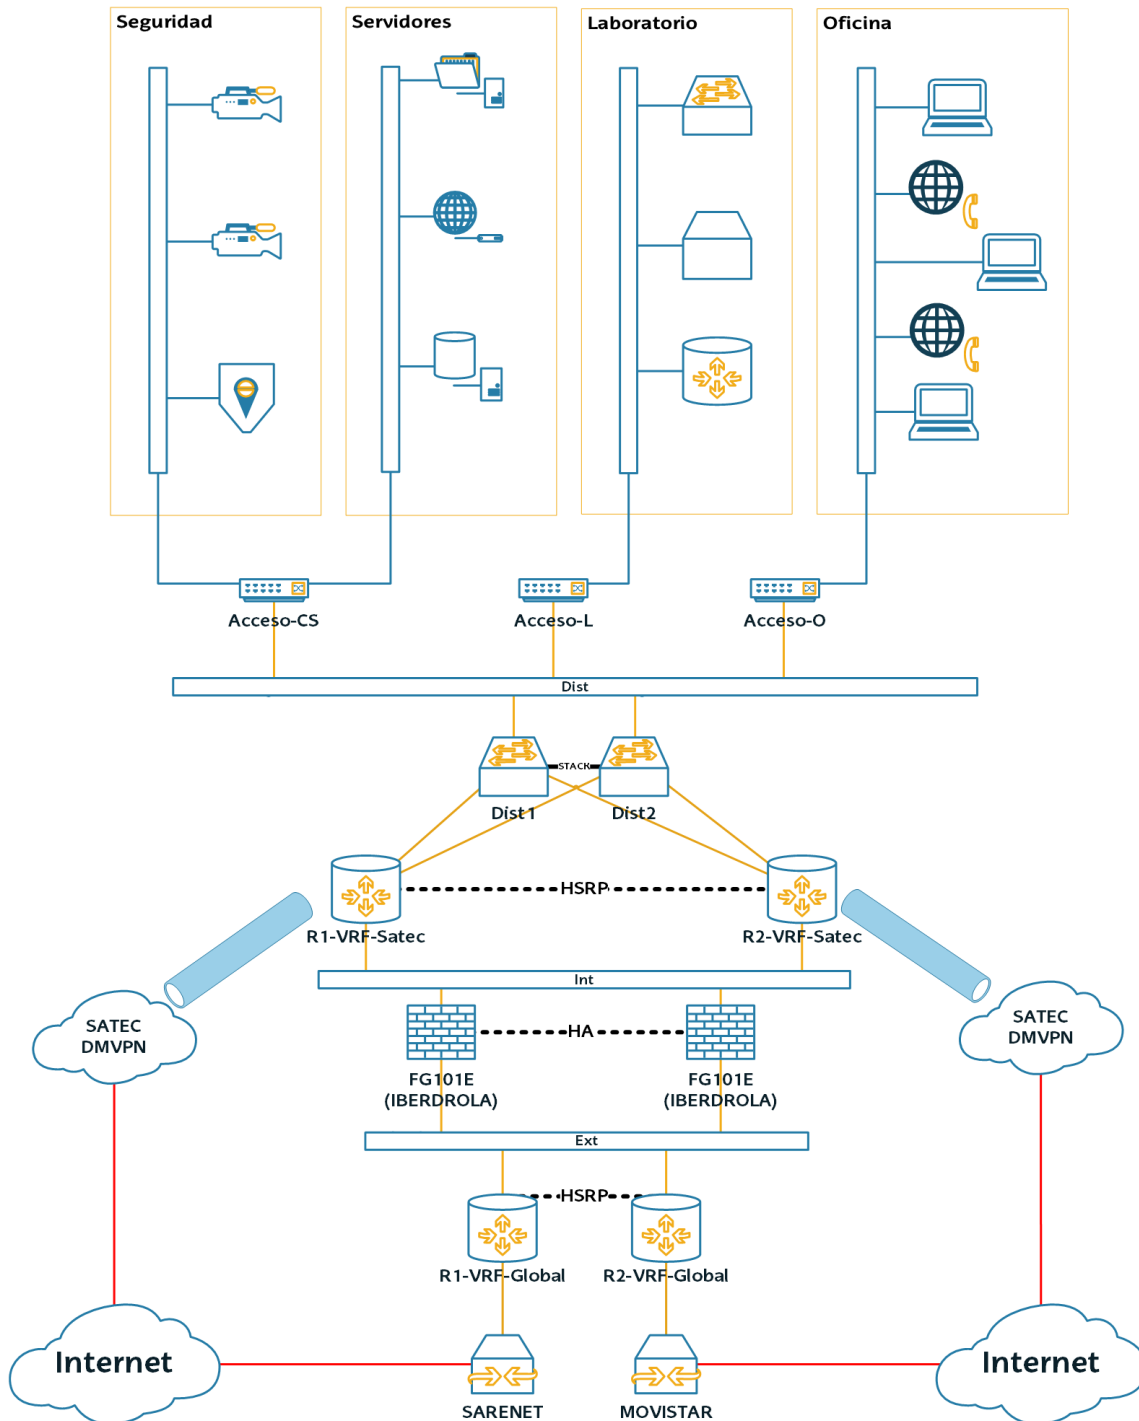 Seguridad
Servidores
Laboratorio
Oficina
Acceso-CS
Acceso-L
Acceso-O
Dist
STACK
Dist1
Dist2
HSRP
R1-VRF-Satec
R2-VRF-Satec
Int
SATEC
DMVPN
SATEC
DMVPN
HA
FG101E
(IBERDROLA)
FG101E
(IBERDROLA)
Ext
HSRP
R1-VRF-Global
R2-VRF-Global
Internet
Internet
SARENET
MOVISTAR